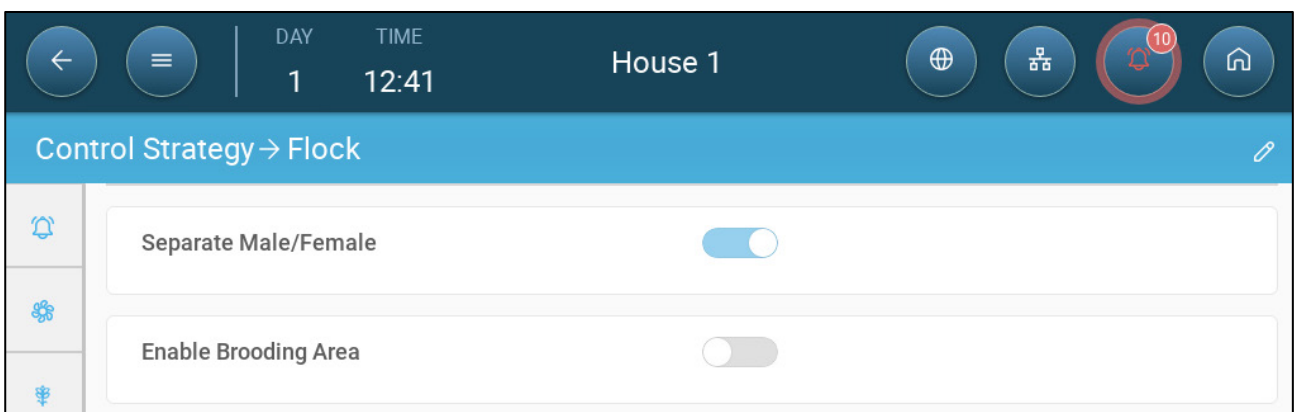 DAY
1
TIME
12:41
House 1
10
Control Strategy → Flock
Separate Male/Female
Enable Brooding Area